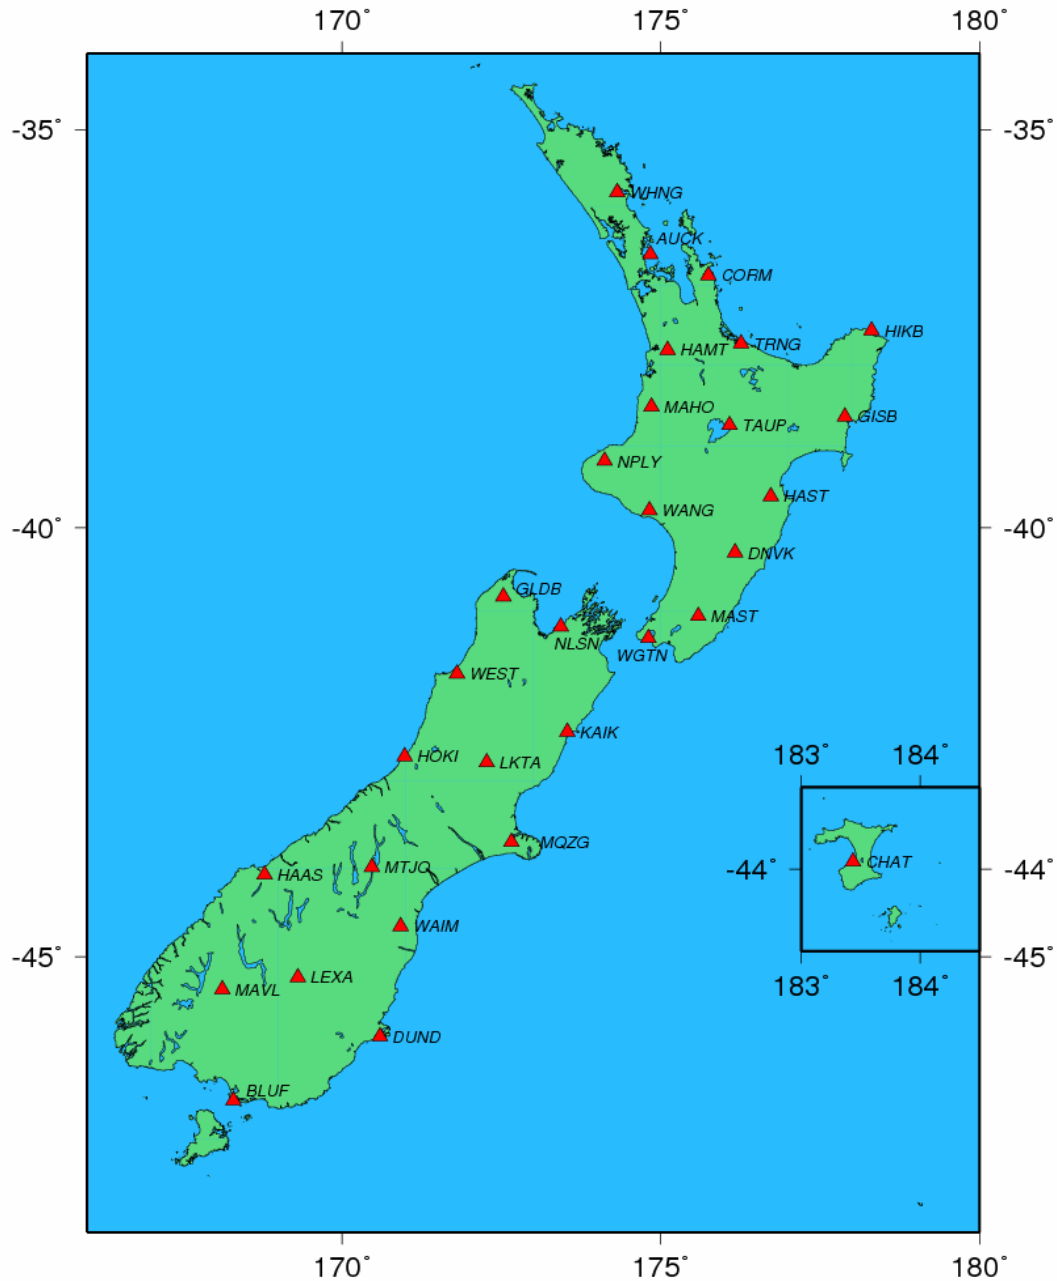 170° 175° 180°
-35° -35°
WHNG
AUCK
CORM
HIKB
TRNG
HAMT
MAHO
GISB
TAUP
NPLY
HAST
WANG
-40° -40°
DNVK
GLDB
MAST
NLSN
WGTN
WEST
KAIK
HOKI
LKTA
183° 184°
MQZG
CHAT
MTJO
-44° -44°
HAAS
WAIM
-45° -45°
LEXA
MAVL
183° 184°
DUND
BLUF
170° 175° 180°